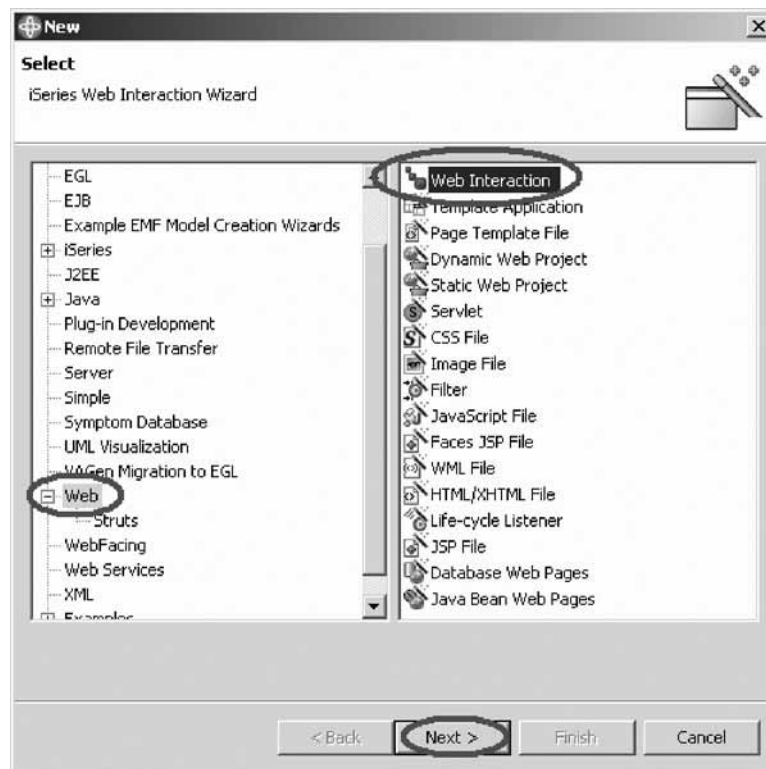 New
Select
iSeries Web Interaction Wizard
EGL
EJB
Example EMF Model Creation Wizards
iSeries
J2EE
Java
Plug-in Development
Remote File Transfer
Server
Simple
Symptom Database
UML Visualization
VAGen Migration to EGL
Web
Struts
WebFacing
Web Services
XML
Examples
Web Interaction
Template Application
Page Template File
Dynamic Web Project
Static Web Project
Servlet
CSS File
Image File
Filter
JavaScript File
Faces JSP File
WML File
HTML/XHTML File
Life-cycle Listener
JSP File
Database Web Pages
Java Bean Web Pages
< Back
Next >
Finish
Cancel